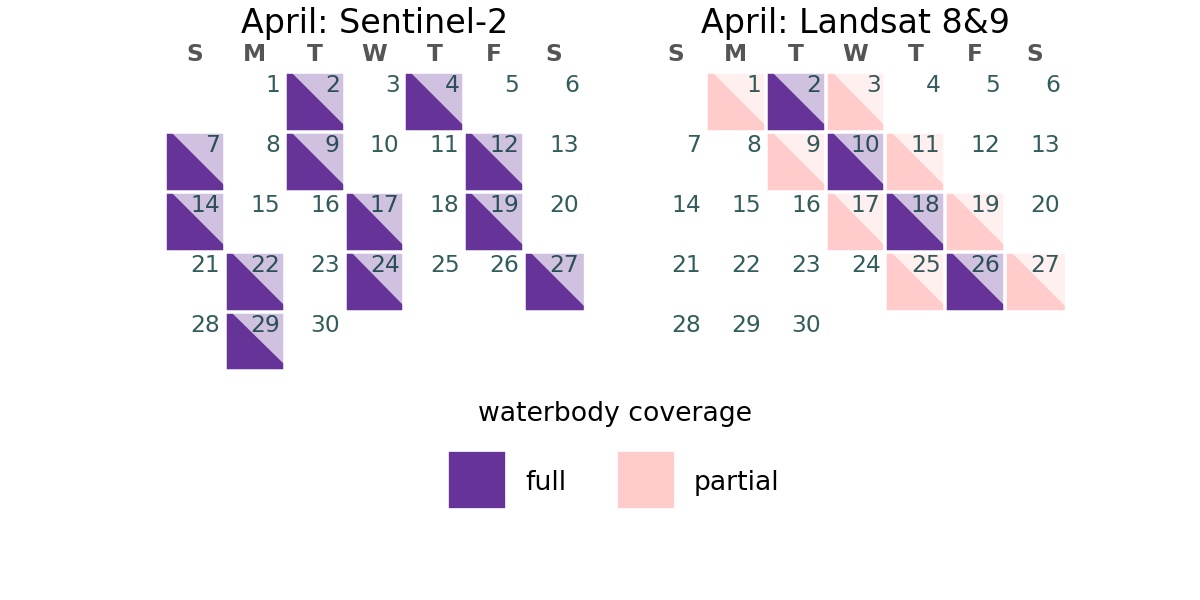 April: Sentinel-2
S M T W T F S
1 2 3 4 5 6
7 8 9 10 11 12 13
14 15 16 17 18 19 20
21 22 23 24 25 26 27
28 29 30
April: Landsat 8&9
S M T W T F S
1 2 3 4 5 6
7 8 9 10 11 12 13
14 15 16 17 18 19 20
21 22 23 24 25 26 27
28 29 30
waterbody coverage
full partial